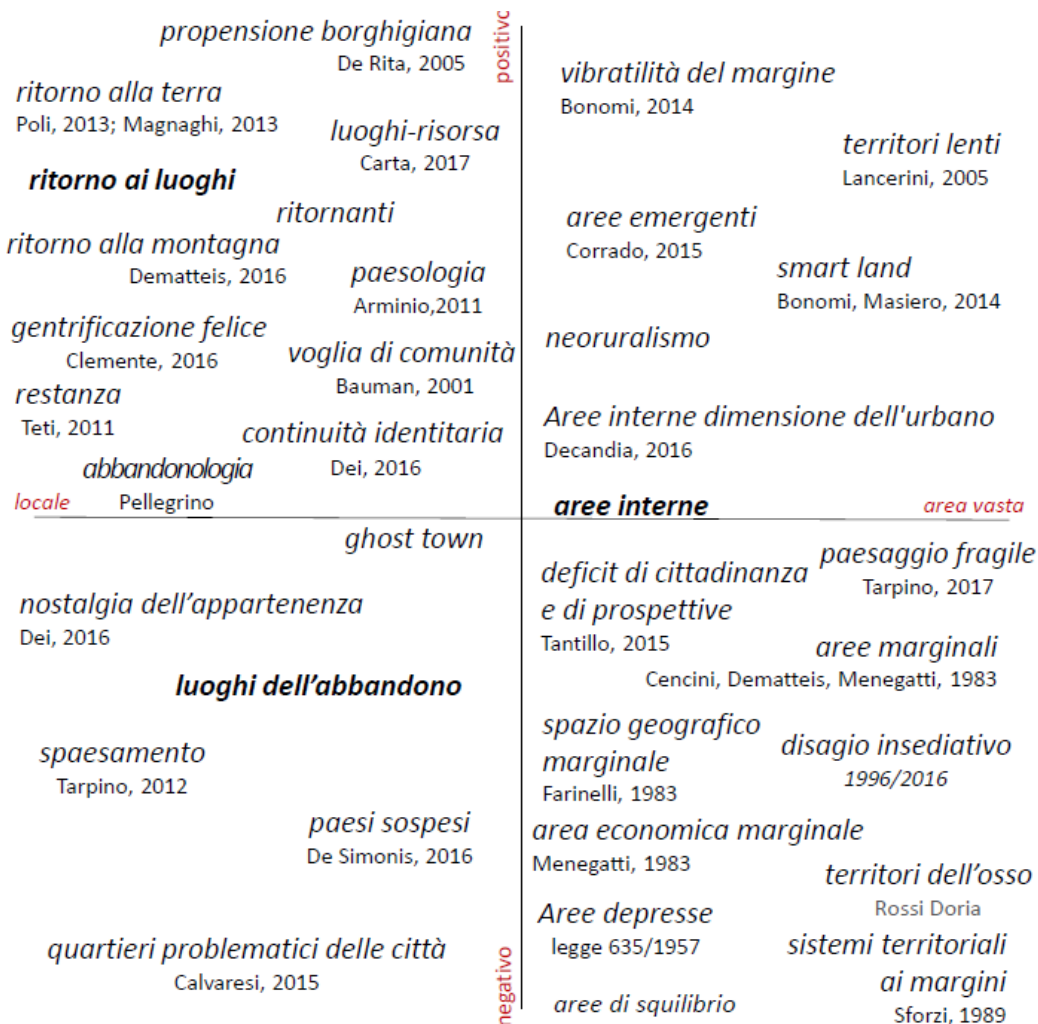 propensione borghigiana
De Rita, 2005
ritorno alla terra
Poli, 2013; Magnaghi, 2013
luoghi-risorsa
Carta, 2017
ritorno ai luoghi
ritornanti
ritorno alla montagna
Dematteis, 2016
paesologia
Arminio,2011
gentrificazione felice
Clemente, 2016
voglia di comunità
Bauman, 2001
restanza
Teti, 2011
continuità identitaria
Dei, 2016
abbandonologia
Pellegrino
locale
positivo
vibratilità del margine
Bonomi, 2014
territori lenti
Lancerini, 2005
aree emergenti
Corrado, 2015
smart land
Bonomi, Masiero, 2014
neoruralismo
Aree interne dimensione dell'urbano
Decandia, 2016
aree interne
area vasta
ghost town
nostalgia dell’appartenenza
Dei, 2016
luoghi dell’abbandono
spaesamento
Tarpino, 2012
paesi sospesi
De Simonis, 2016
quartieri problematici delle città
Calvaresi, 2015
negativo
paesaggio fragile
Tarpino, 2017
deficit di cittadinanza
e di prospettive
Tantillo, 2015
aree marginali
Cencini, Dematteis, Menegatti, 1983
spazio geografico
marginale
Farinelli, 1983
disagio insediativo
1996/2016
area economica marginale
Menegatti, 1983
territori dell’osso
Rossi Doria
Aree depresse
legge 635/1957
sistemi territoriali
ai margini
Sforzi, 1989
aree di squilibrio